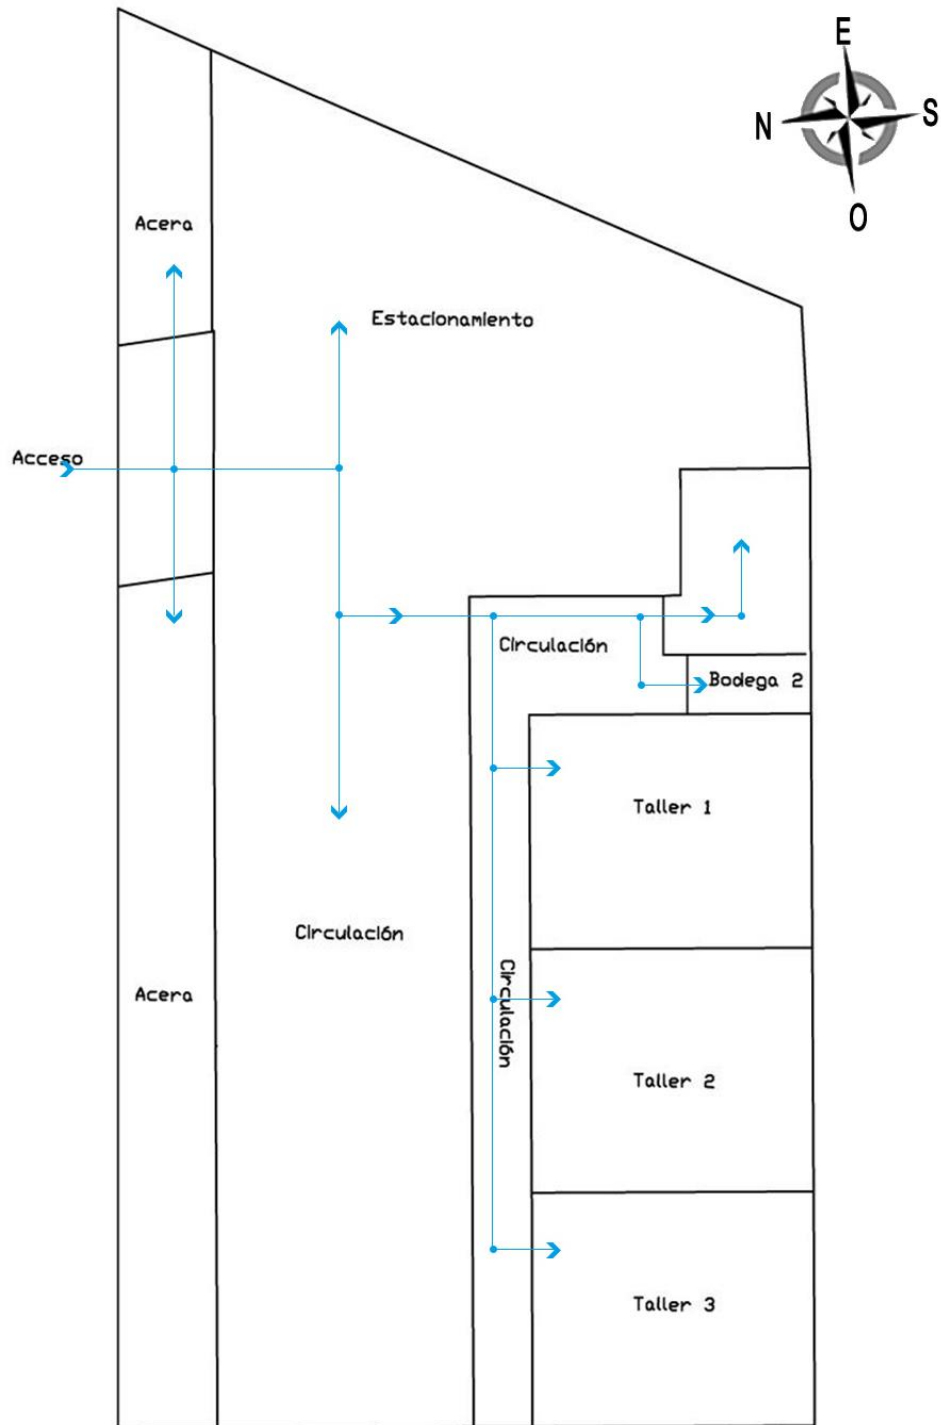 E
N
S
O
Acera
Estacionamiento
Acceso
Circulación
Bodega 2
Taller 1
Circulación
Circulación
Acera
Taller 2
Taller 3